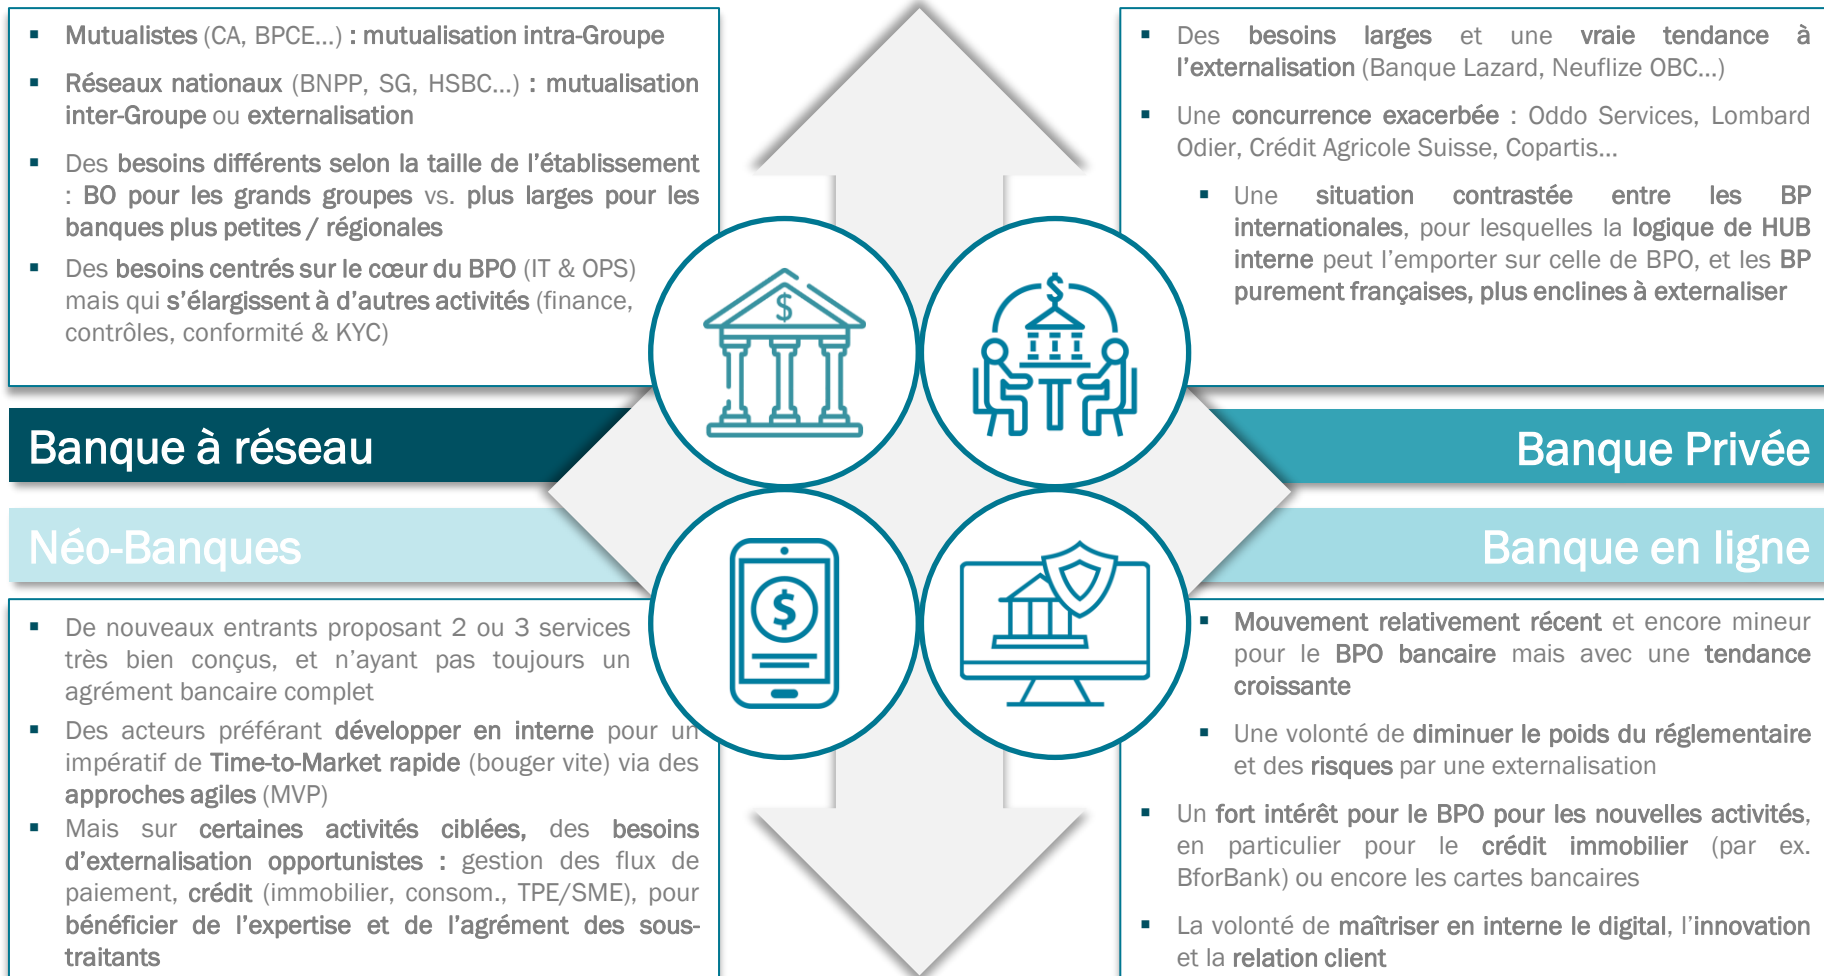 ▪ Mutualistes (CA, BPCE...) : mutualisation intra-Groupe
▪ Réseaux nationaux (BNPP, SG, HSBC...) : mutualisation
inter-Groupe ou externalisation
▪ Des besoins différents selon la taille de l’établissement
: BO pour les grands groupes vs. plus larges pour les
banques plus petites / régionales
▪ Des besoins centrés sur le cœur du BPO (IT & OPS)
mais qui s’élargissent à d’autres activités (finance,
contrôles, conformité & KYC)
Banque à réseau
▪ Des besoins larges et une vraie tendance à
l’externalisation (Banque Lazard, Neuflize OBC...)
▪ Une concurrence exacerbée : Oddo Services, Lombard
Odier, Crédit Agricole Suisse, Copartis...
▪ Une situation contrastée entre les BP
internationales, pour lesquelles la logique de HUB
interne peut l’emporter sur celle de BPO, et les BP
purement françaises, plus enclines à externaliser
Banque Privée
$
$
Néo-Banques
▪ De nouveaux entrants proposant 2 ou 3 services
très bien conçus, et n’ayant pas toujours un
agrément bancaire complet
▪ Des acteurs préférant développer en interne pour un
impératif de Time-to-Market rapide (bouger vite) via des
approches agiles (MVP)
▪ Mais sur certaines activités ciblées, des besoins
d’externalisation opportunistes : gestion des flux de
paiement, crédit (immobilier, consom., TPE/SME), pour
bénéficier de l’expertise et de l’agrément des sous-
traitants
$
Banque en ligne
▪ Mouvement relativement récent et encore mineur
pour le BPO bancaire mais avec une tendance
croissante
▪ Une volonté de diminuer le poids du réglementaire
et des risques par une externalisation
▪ Un fort intérêt pour le BPO pour les nouvelles activités,
en particulier pour le crédit immobilier (par ex.
BforBank) ou encore les cartes bancaires
▪ La volonté de maîtriser en interne le digital, l’innovation
et la relation client